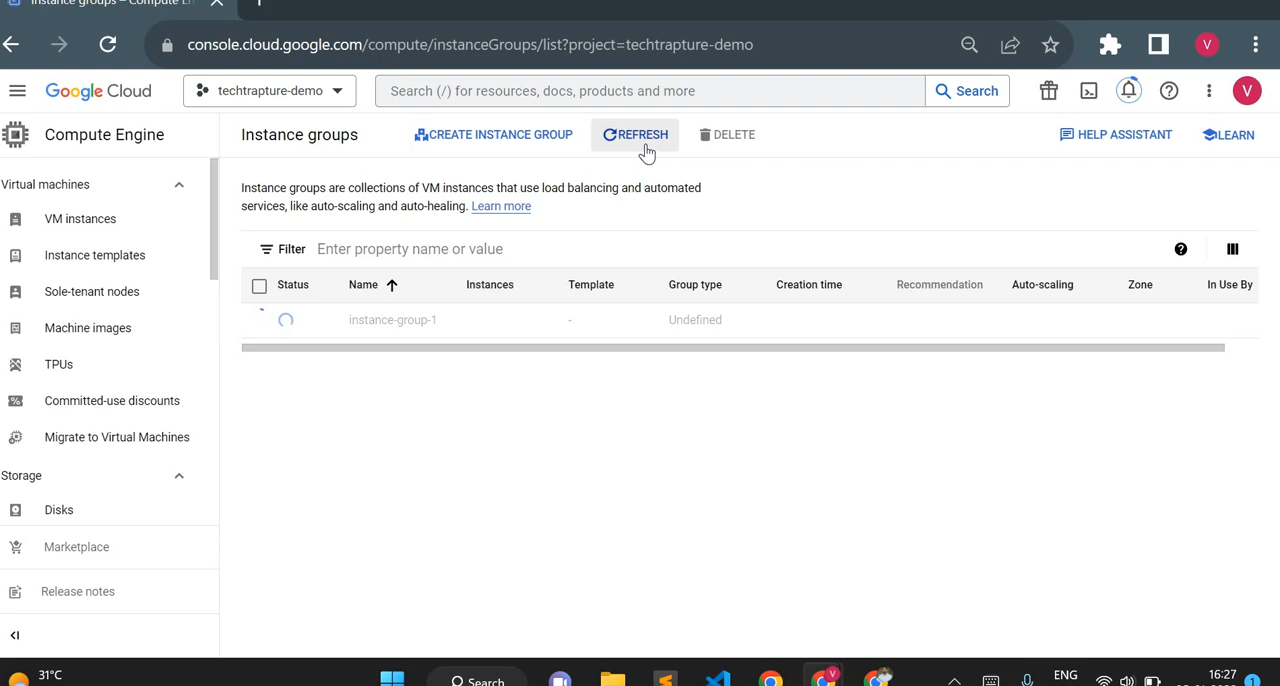 Instance groups – Compute En
console.cloud.google.com/compute/instanceGroups/list?project=techtrapture-demo
V
Google Cloud
techtrapture-demo
Search (/) for resources, docs, products and more
Search
V
Compute Engine
Instance groups
CREATE INSTANCE GROUP
REFRESH
DELETE
HELP ASSISTANT
LEARN
Virtual machines
VM instances
Instance templates
Sole-tenant nodes
Machine images
TPUs
Committed-use discounts
Migrate to Virtual Machines
Storage
Disks
Marketplace
Release notes
Instance groups are collections of VM instances that use load balancing and automated
services, like auto-scaling and auto-healing. Learn more
Filter Enter property name or value
Status Name Instances Template Group type Creation time Recommendation Auto-scaling Zone In Use By
instance-group-1 - Undefined
31°C
Search
V
ENG
16:27
1